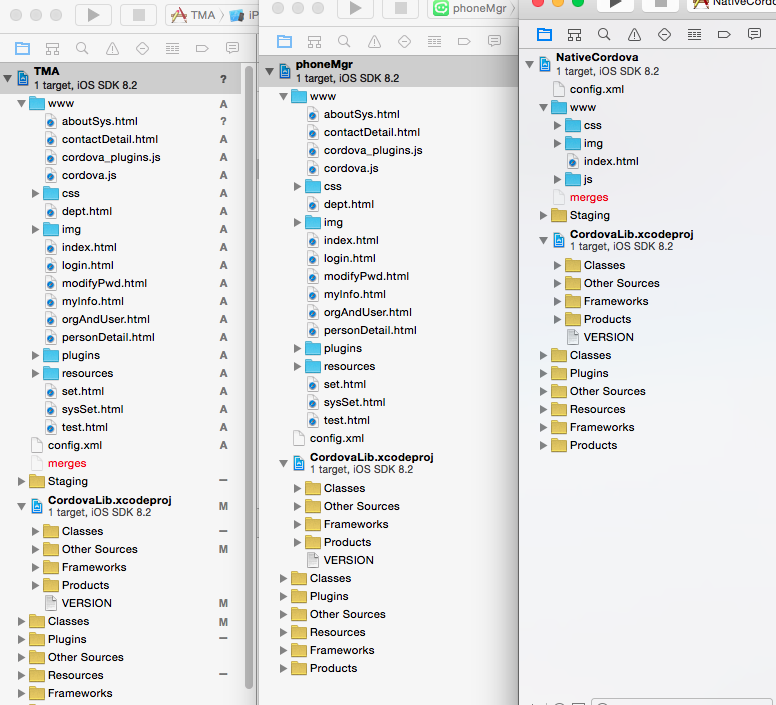 TMA
iP
TMA
1 target, iOS SDK 8.2
?
www
A
aboutSys.html
?
contactDetail.html
A
cordova_plugins.js
A
cordova.js
A
css
A
dept.html
A
img
A
index.html
A
login.html
A
modifyPwd.html
A
myInfo.html
A
orgAndUser.html
A
personDetail.html
A
plugins
A
resources
A
set.html
A
sysSet.html
A
test.html
A
config.xml
A
merges
Staging
CordovaLib.xcodeproj
1 target, iOS SDK 8.2
M
Classes
Other Sources
M
Frameworks
Products
VERSION
M
Classes
M
Plugins
Other Sources
Resources
Frameworks
phoneMgr
phoneMgr
1 target, iOS SDK 8.2
www
aboutSys.html
contactDetail.html
cordova_plugins.js
cordova.js
css
dept.html
img
index.html
login.html
modifyPwd.html
myInfo.html
orgAndUser.html
personDetail.html
plugins
resources
set.html
sysSet.html
test.html
config.xml
CordovaLib.xcodeproj
1 target, iOS SDK 8.2
Classes
Other Sources
Frameworks
Products
VERSION
Classes
Plugins
Other Sources
Resources
Frameworks
Products
NativeCordo
NativeCordova
1 target, iOS SDK 8.2
config.xml
www
css
img
index.html
js
merges
Staging
CordovaLib.xcodeproj
1 target, iOS SDK 8.2
Classes
Other Sources
Frameworks
Products
VERSION
Classes
Plugins
Other Sources
Resources
Frameworks
Products